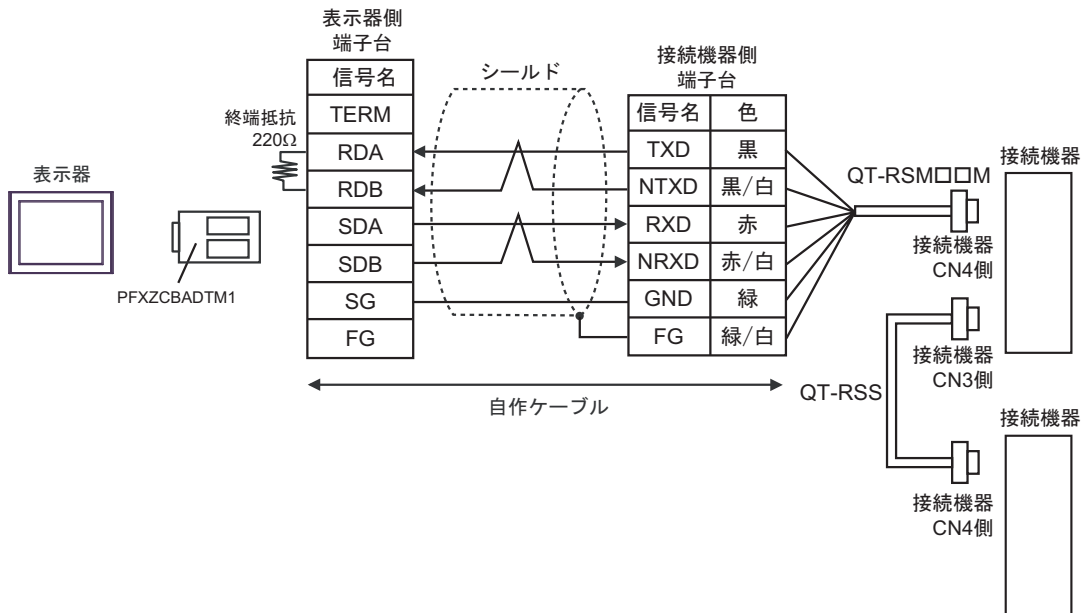 表示器
PFXZCBADTM1
終端抵抗
220Ω
表示器側
端子台
信号名
TERM
RDA
RDB
SDA
SDB
SG
FG
シールド
接続機器側
端子台
信号名 色
TXD 黒
NTXD 黒/白
RXD 赤
NRXD 赤/白
GND 緑
FG 緑/白
自作ケーブル
QT-RSM□□M
接続機器
接続機器
CN4側
接続機器
CN3側
QT-RSS
接続機器
接続機器
CN4側